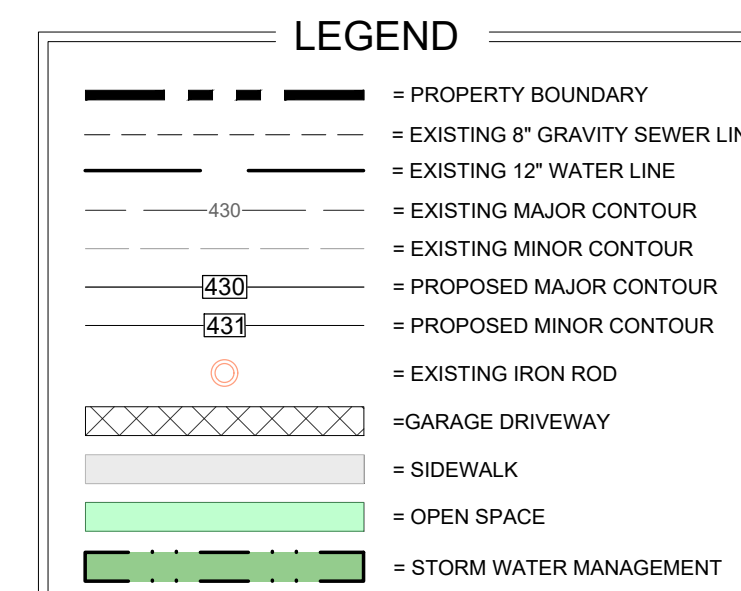 LEGEND
= PROPERTY BOUNDARY
= EXISTING 8" GRAVITY SEWER
= EXISTING 12" WATER LINE
430 = EXISTING MAJOR CONTOUR
= EXISTING MINOR CONTOUR
430 = PROPOSED MAJOR CONTOUR
431 = PROPOSED MINOR CONTOUR
= EXISTING IRON ROD
=GARAGE DRIVEWAY
= SIDEWALK
= OPEN SPACE
= STORM WATER MANAGEMENT